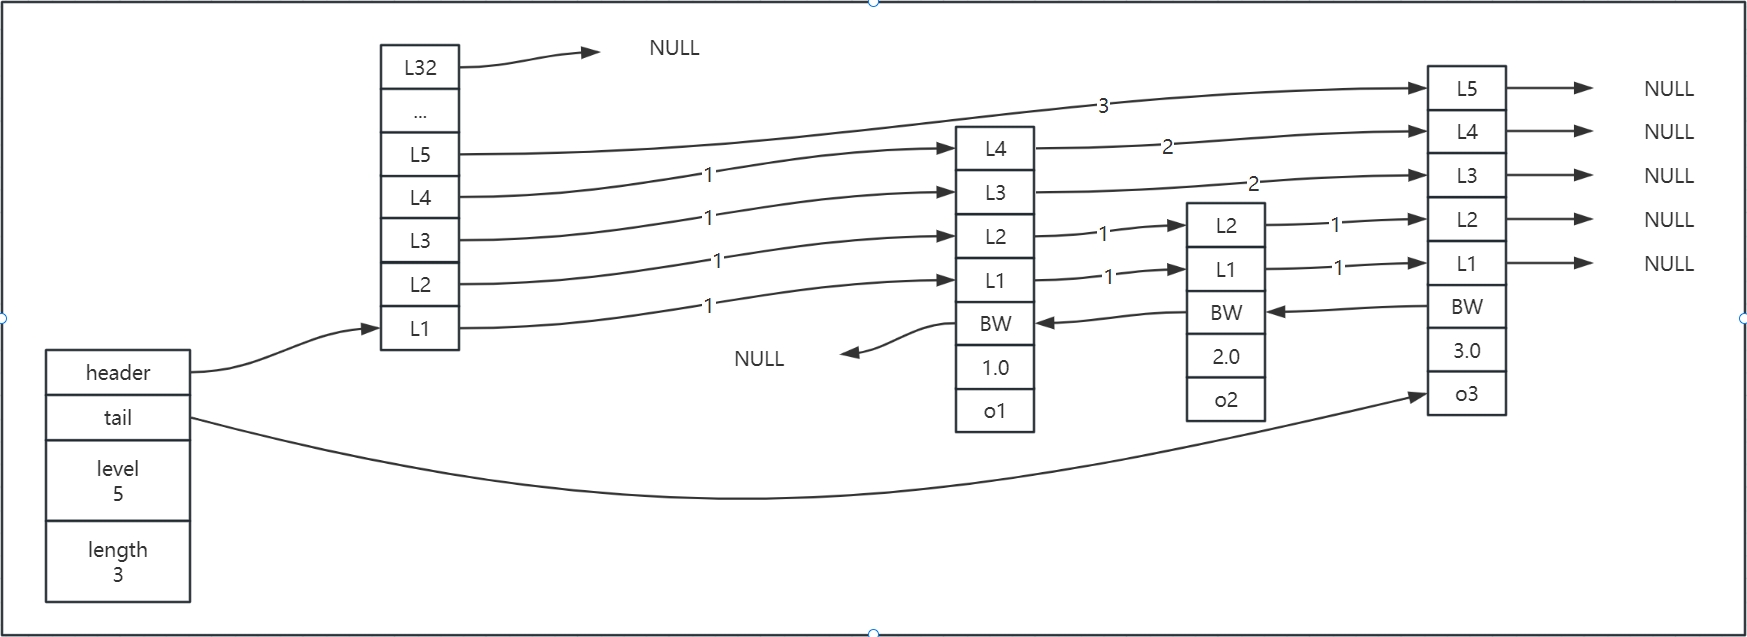 header
tail
level
5
length
3
L32
...
L5
L4
L3
L2
L1
NULL
3
1
1
1
1
NULL
L4
L3
L2
L1
BW
1.0
o1
2
2
1
1
L2
L1
BW
2.0
o2
1
1
L5
L4
L3
L2
L1
BW
3.0
o3
NULL
NULL
NULL
NULL
NULL